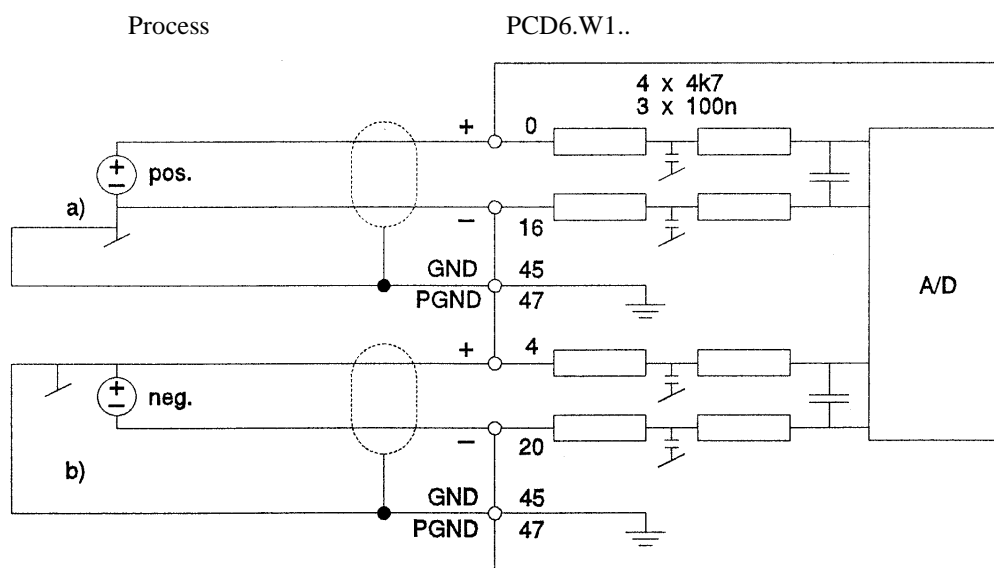 Process PCD6.W1..
4 x 4k7
3 x 100n
+ 0
+
− pos.
a)
− 16
GND 45
PGND 47
A/D
+ 4
+
− neg.
− 20
b)
GND 45
PGND 47